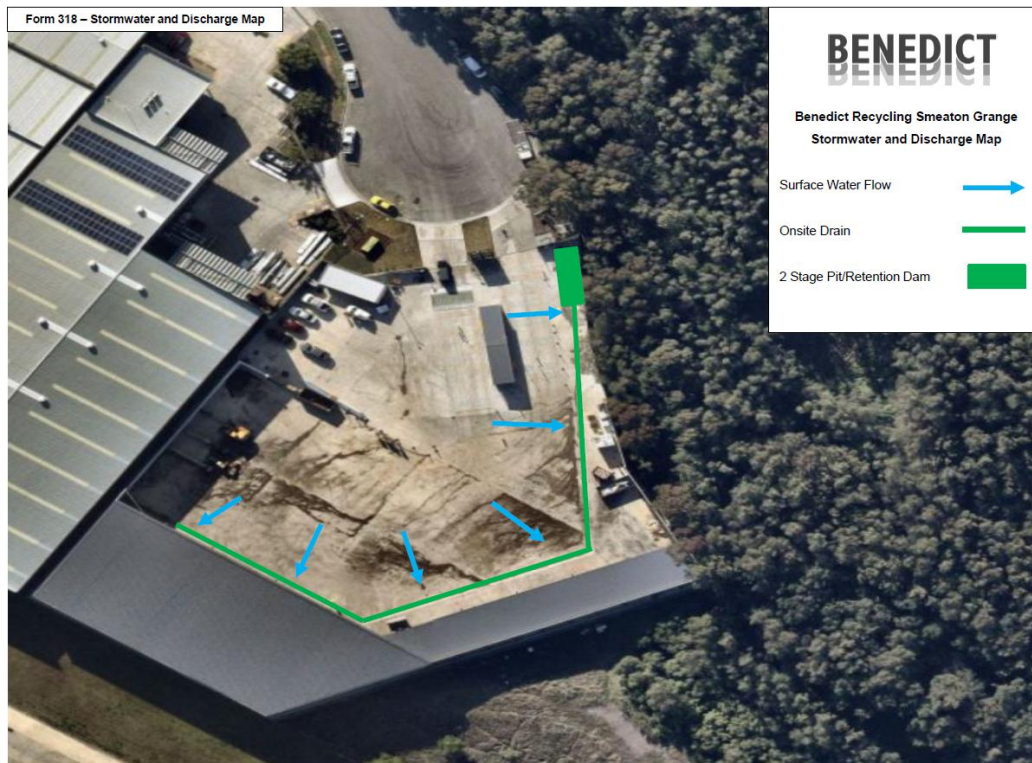 Form 318 – Stormwater and Discharge Map
BENEDICT
Benedict Recycling Smeaton Grange
Stormwater and Discharge Map
Surface Water Flow
Onsite Drain
2 Stage Pit/Retention Dam